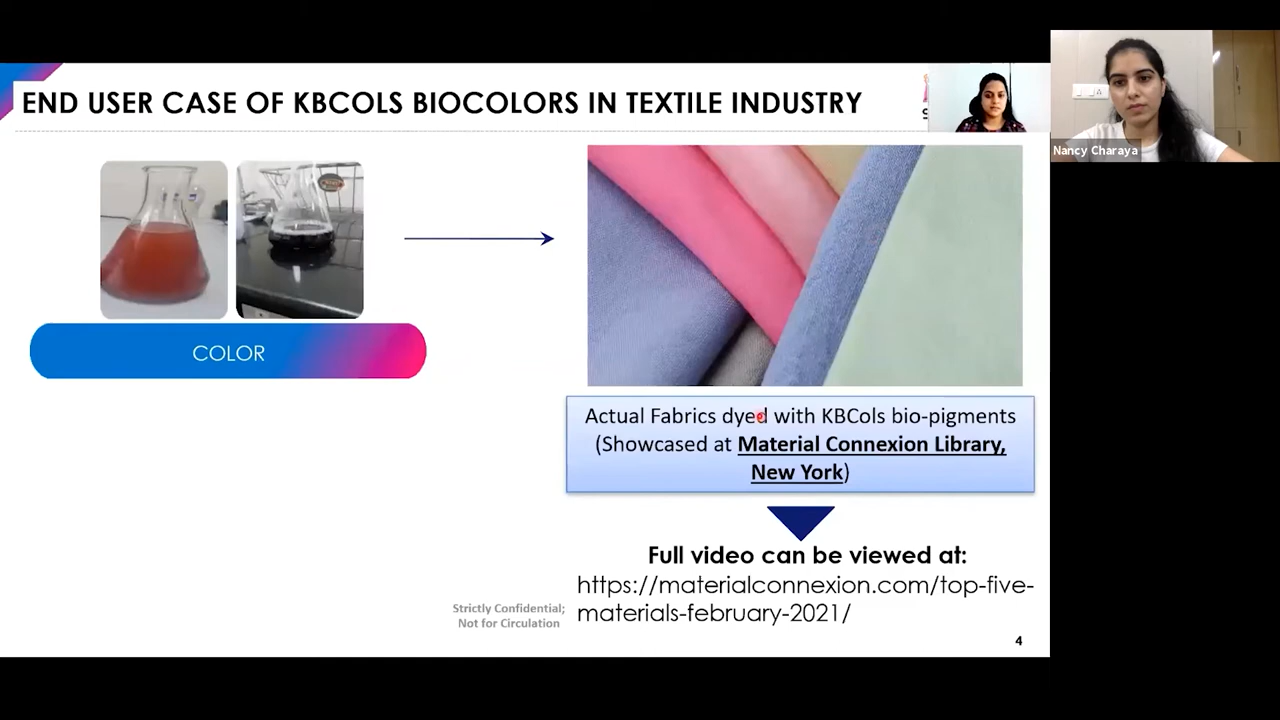 END USER CASE OF KBCOLS BIOCOLORS IN TEXTILE INDUSTRY
Nancy Charaya
COLOR
Actual Fabrics dyed with KBCols bio-pigments
(Showcased at Material Connexion Library,
New York)
Full video can be viewed at:
https://materialconnexion.com/top-five-
materials-february-2021/
Strictly Confidential;
Not for Circulation
4